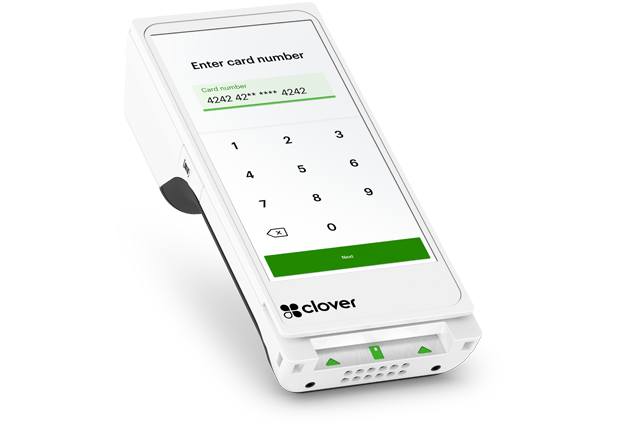 Enter card number
Card number
4242 42** **** 4242
1 2 3
4 5 6
7 8 9
0
Next
clover